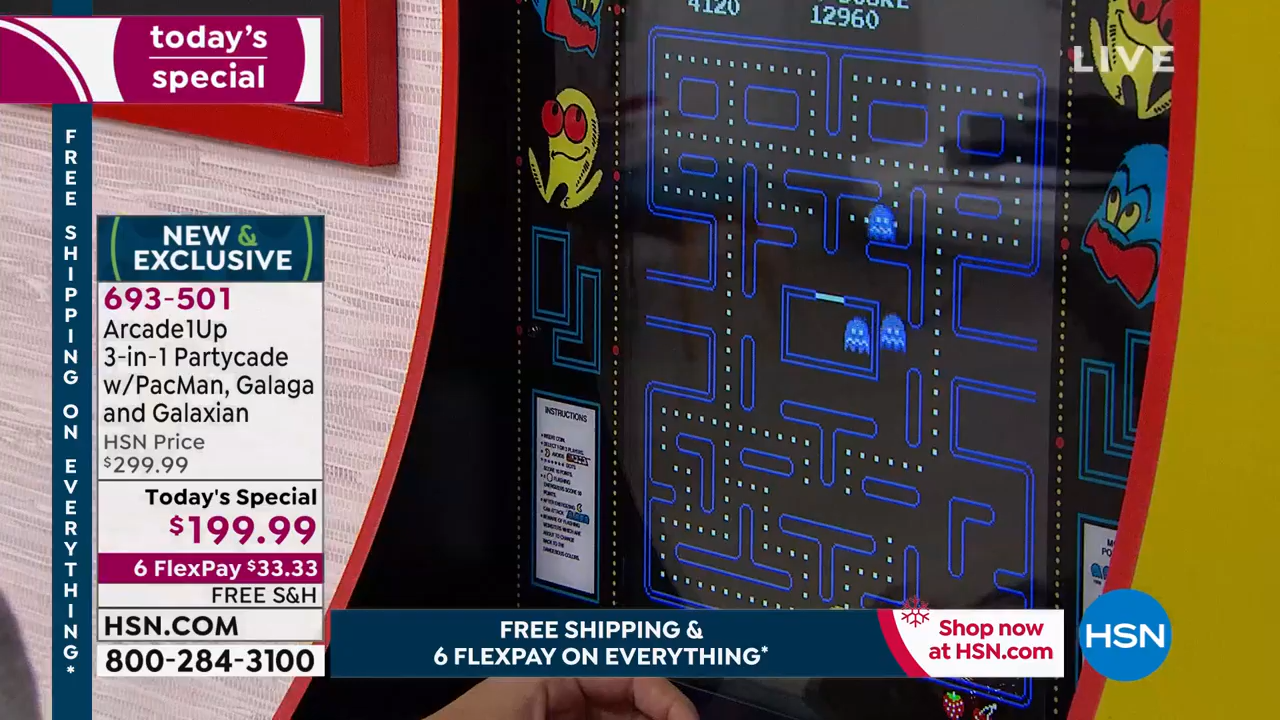 today's
special
FREE SHIPPING ON EVERYTHING*
NEW &
EXCLUSIVE
693-501
Arcade1Up
3-in-1 Partycade
w/PacMan, Galaga
and Galaxian
HSN Price
$299.99
Today's Special
$199.99
6 FlexPay $33.33
FREE S&H
HSN.COM
800-284-3100
4120
12960
LIVE
INSTRUCTIONS
FREE SHIPPING &
6 FLEXPAY ON EVERYTHING*
Shop now
at HSN.com
HSN